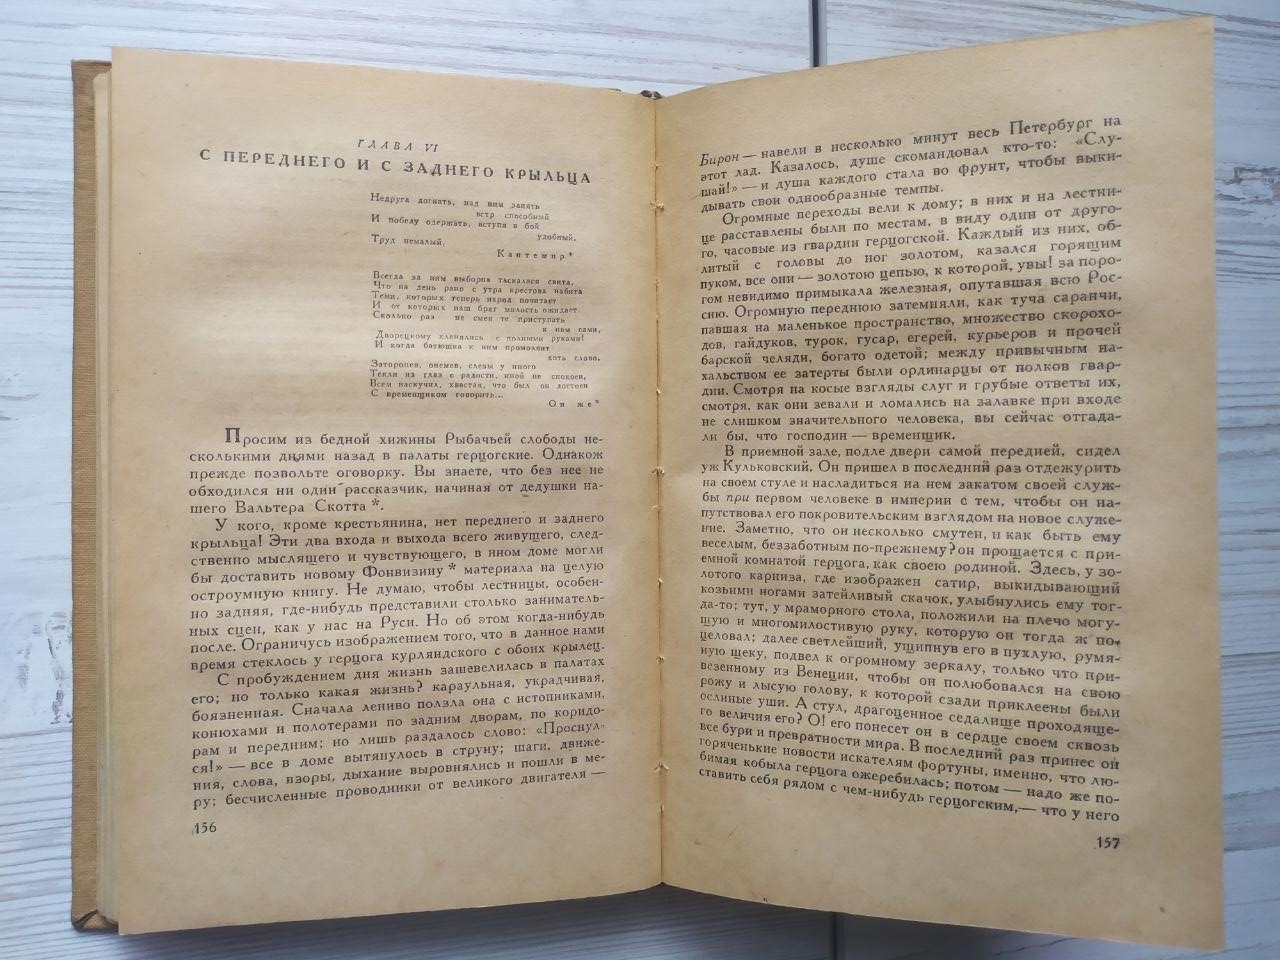 ГЛАВА VI
С ПЕРЕДНЕГО И С ЗАДНЕГО КРЫЛЬЦА
Недруга догнать, над ним занять
ветр способный
И победу одержать, вступя в бой
удобный,
Труд немалый.
Кантемир*
Всегда за ним выборна таскалася свита,
Что на день рано с утра крестова набита
Теми, которых теперь народ почитает
И от которых наш брат милость ожидает.
Сколько раз не смея те приступать
к нам сами,
Дворецкому кланялись с полными руками!
И когда батюшка к ним промолвит
хоть слово,
Заторопев, онемев, слезы у иного
Текли из глаз с радости, иной не спокоен,
Всем наскучил, хвастая, что был он достоен
С временщиком говорить...
Он же*
Просим из бедной хижины Рыбачьей слободы не-
сколькими днями назад в палаты герцогские. Однакож
прежде позвольте оговорку. Вы знаете, что без нее не
обходился ни один рассказчик, начиная от дедушки на-
шего Вальтера Скотта*.
У кого, кроме крестьянина, нет переднего и заднего
крыльца! Эти два входа и выхода всего живущего, след-
ственно мыслящего и чувствующего, в ином доме могли
бы доставить новому Фонвизину* материала на целую
остроумную книгу. Не думаю, чтобы лестницы, особен-
но задняя, где-нибудь представили столько заниматель-
ных сцен, как у нас на Руси. Но об этом когда-нибудь
после. Ограничусь изображением того, что в данное нами
время стеклось у герцога курляндского с обоих крылец.
С пробуждением дня жизнь зашевелилась в палатах
его; но только какая жизнь? караульная, украдчивая,
боязненная. Сначала лениво ползла она с истопниками,
конюхами и полотерами по задним дворам, по коридо-
рам и передним; но лишь раздалось слово: «Проснул-
ся!» — все в доме вытянулось в струну; шаги, движе-
ния, слова, взоры, дыхание выровнялись и пошли в ме-
ру; бесчисленные проводники от великого двигателя —
156
Бирон — навели в несколько минут весь Петербург на
этот лад. Казалось, душе скомандовал кто-то: «Слу-
шай!» — и душа каждого стала во фрунт, чтобы выки-
дывать свои однообразные темпы.
Огромные переходы вели к дому; в них и на лестни-
це расставлены были по местам, в виду один от друго-
го, часовые из гвардии герцогской. Каждый из них, об-
литый с головы до ног золотом, казался горящим
пуком, все они — золотою цепью, к которой, увы! за поро-
гом невидимо примыкала железная, опутавшая всю Рос-
сию. Огромную переднюю затемняли, как туча саранчи,
павшая на маленькое пространство, множество скорохо-
дов, гайдуков, турок, гусар, егерей, курьеров и прочей
барской челяди, богато одетой; между привычным на-
хальством ее затерты были ординарцы от полков гвар-
дии. Смотря на косые взгляды слуг и грубые ответы их,
смотря, как они зевали и ломались на залавке при входе
не слишком значительного человека, вы сейчас отгада-
ли бы, что господин — временщик.
В приемной зале, подле двери самой передней, сидел
уж Кульковский. Он пришел в последний раз отдежурить
на своем стуле и насладиться на нем закатом своей служ-
бы при первом человеке в империи с тем, чтобы он на-
путствовал его покровительским взглядом на новое служе-
ние. Заметно, что он несколько смутен, и как быть ему
веселым, беззаботным по-прежнему? он прощается с при-
емной комнатой герцога, как своею родиной. Здесь, у зо-
лотого карниза, где изображен сатир, выкидывающий
козьими ногами затейливый скачок, улыбнулись ему тог-
да-то; тут, у мраморного стола, положили на плечо могу-
щую и многомилостивую руку, которую он тогда ж по-
целовал; далее светлейший, ущипнув его в пухлую, румя-
ную щеку, подвел к огромному зеркалу, только что при-
везенному из Венеции, чтобы он полюбовался на свою
рожу и лысую голову, к которой сзади приклеены были
ослиные уши. А стул, драгоценное седалище проходяще-
го величия его? О! его понесет он в сердце своем сквозь
все бури и превратности мира. В последний раз принес он
горяченькие новости искателям фортуны, именно, что лю-
бимая кобыла герцога ожеребилась; потом — надо же по-
ставить себя рядом с чем-нибудь герцогским,— что у него
157